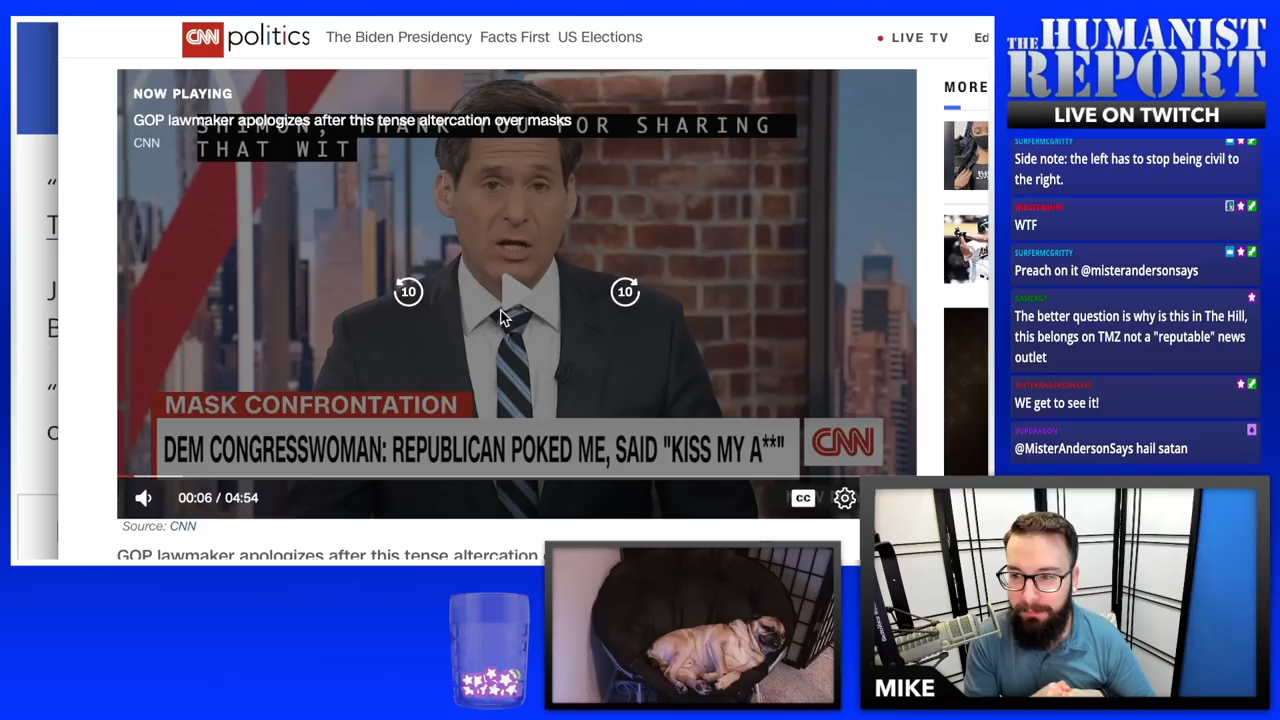 CNN politics The Biden Presidency Facts First US Elections
LIVE TV Ed
NOW PLAYING
GOP lawmaker apologizes after this tense altercation over masks
CNN
SHIMON, THANK YOU FOR SHARING
THAT WIT
MORE
MASK CONFRONTATION
DEM CONGRESSWOMAN: REPUBLICAN POKED ME, SAID "KISS MY A**"
CNN
00:06 / 04:54
CC
10
10
Source: CNN
GOP lawmaker apologizes after this tense altercation
“
T
J
B
“
THE HUMANIST
REPORT
LIVE ON TWITCH
SURFERMCGRITTY
Side note: the left has to stop being civil to
the right.
WTF
SURFERMCGRITTY
Preach on it @misterandersonsays
The better question is why is this in The Hill,
this belongs on TMZ not a "reputable" news
outlet
MISTERANDERSONSAYS
WE get to see it!
@MisterAndersonSays hail satan
MIKE